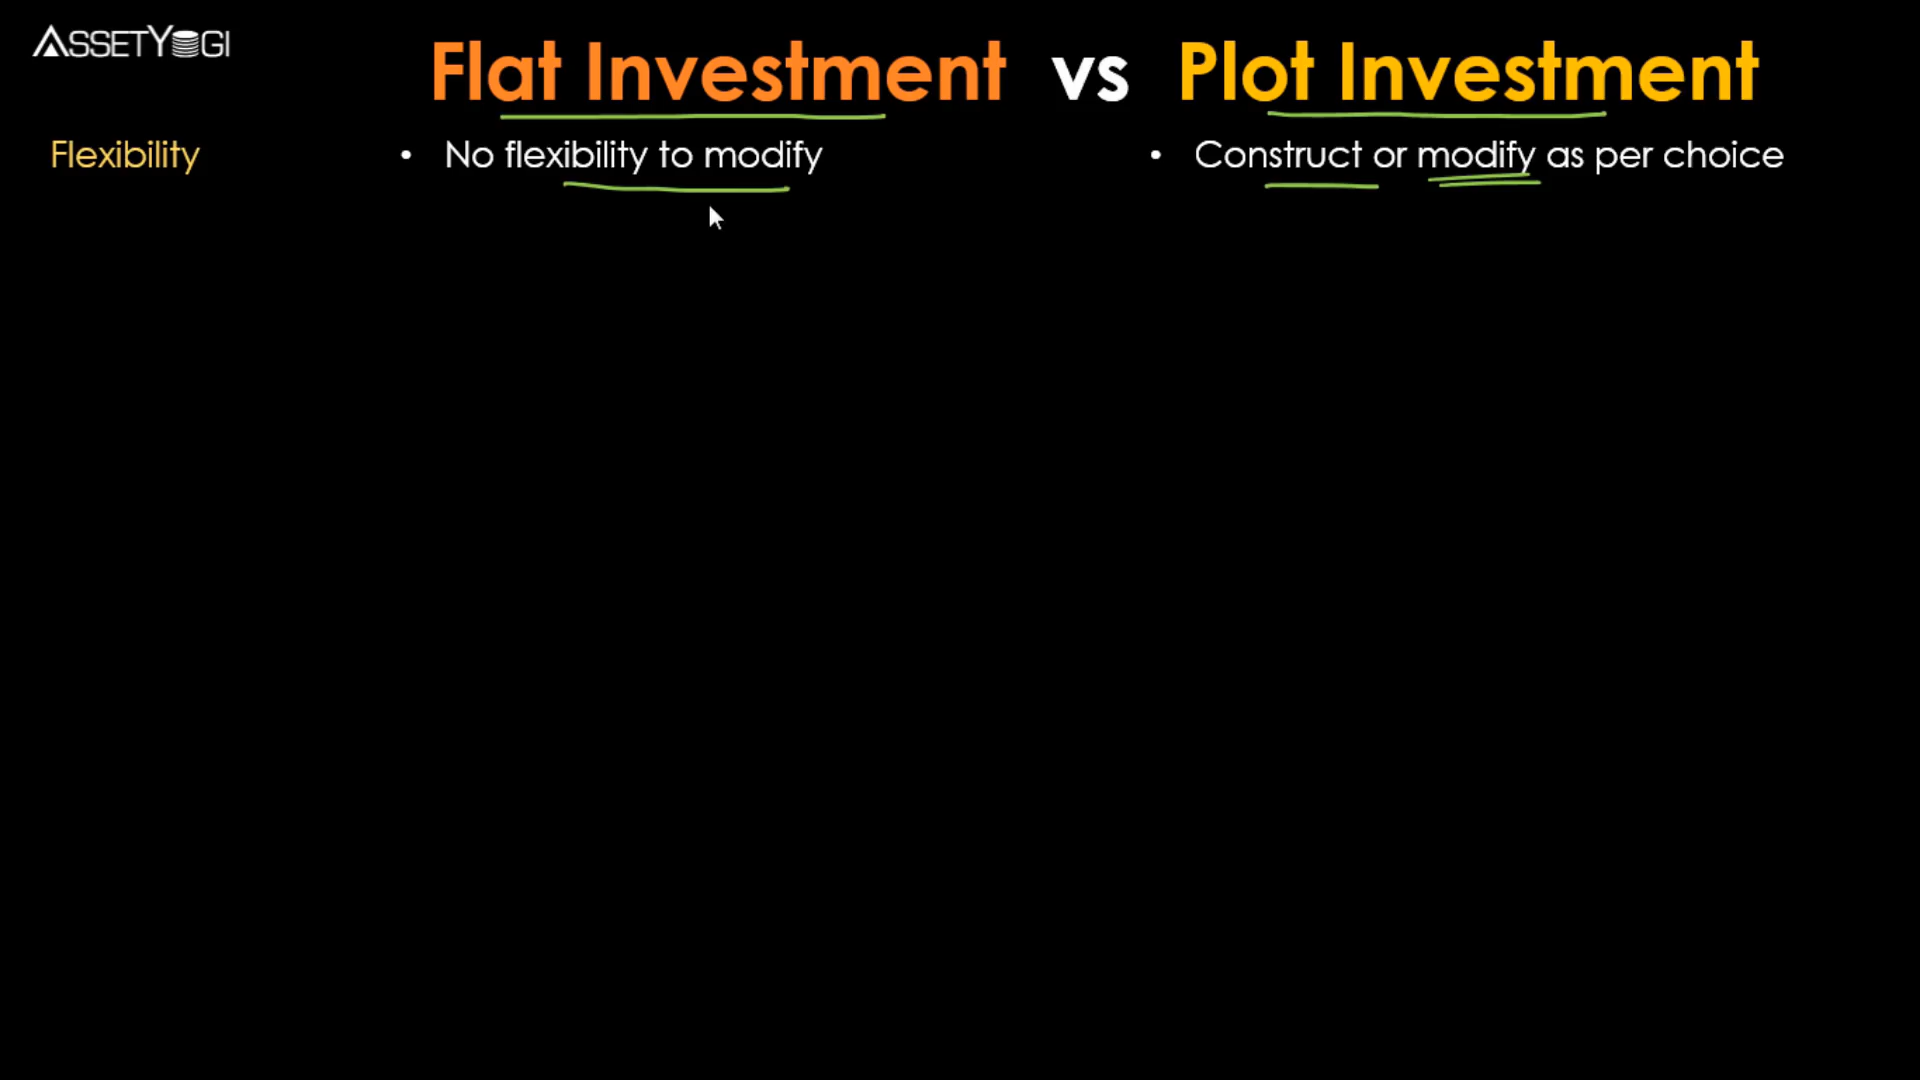 ASSETYOGI
Flat Investment vs Plot Investment
Flexibility
• No flexibility to modify
• Construct or modify as per choice